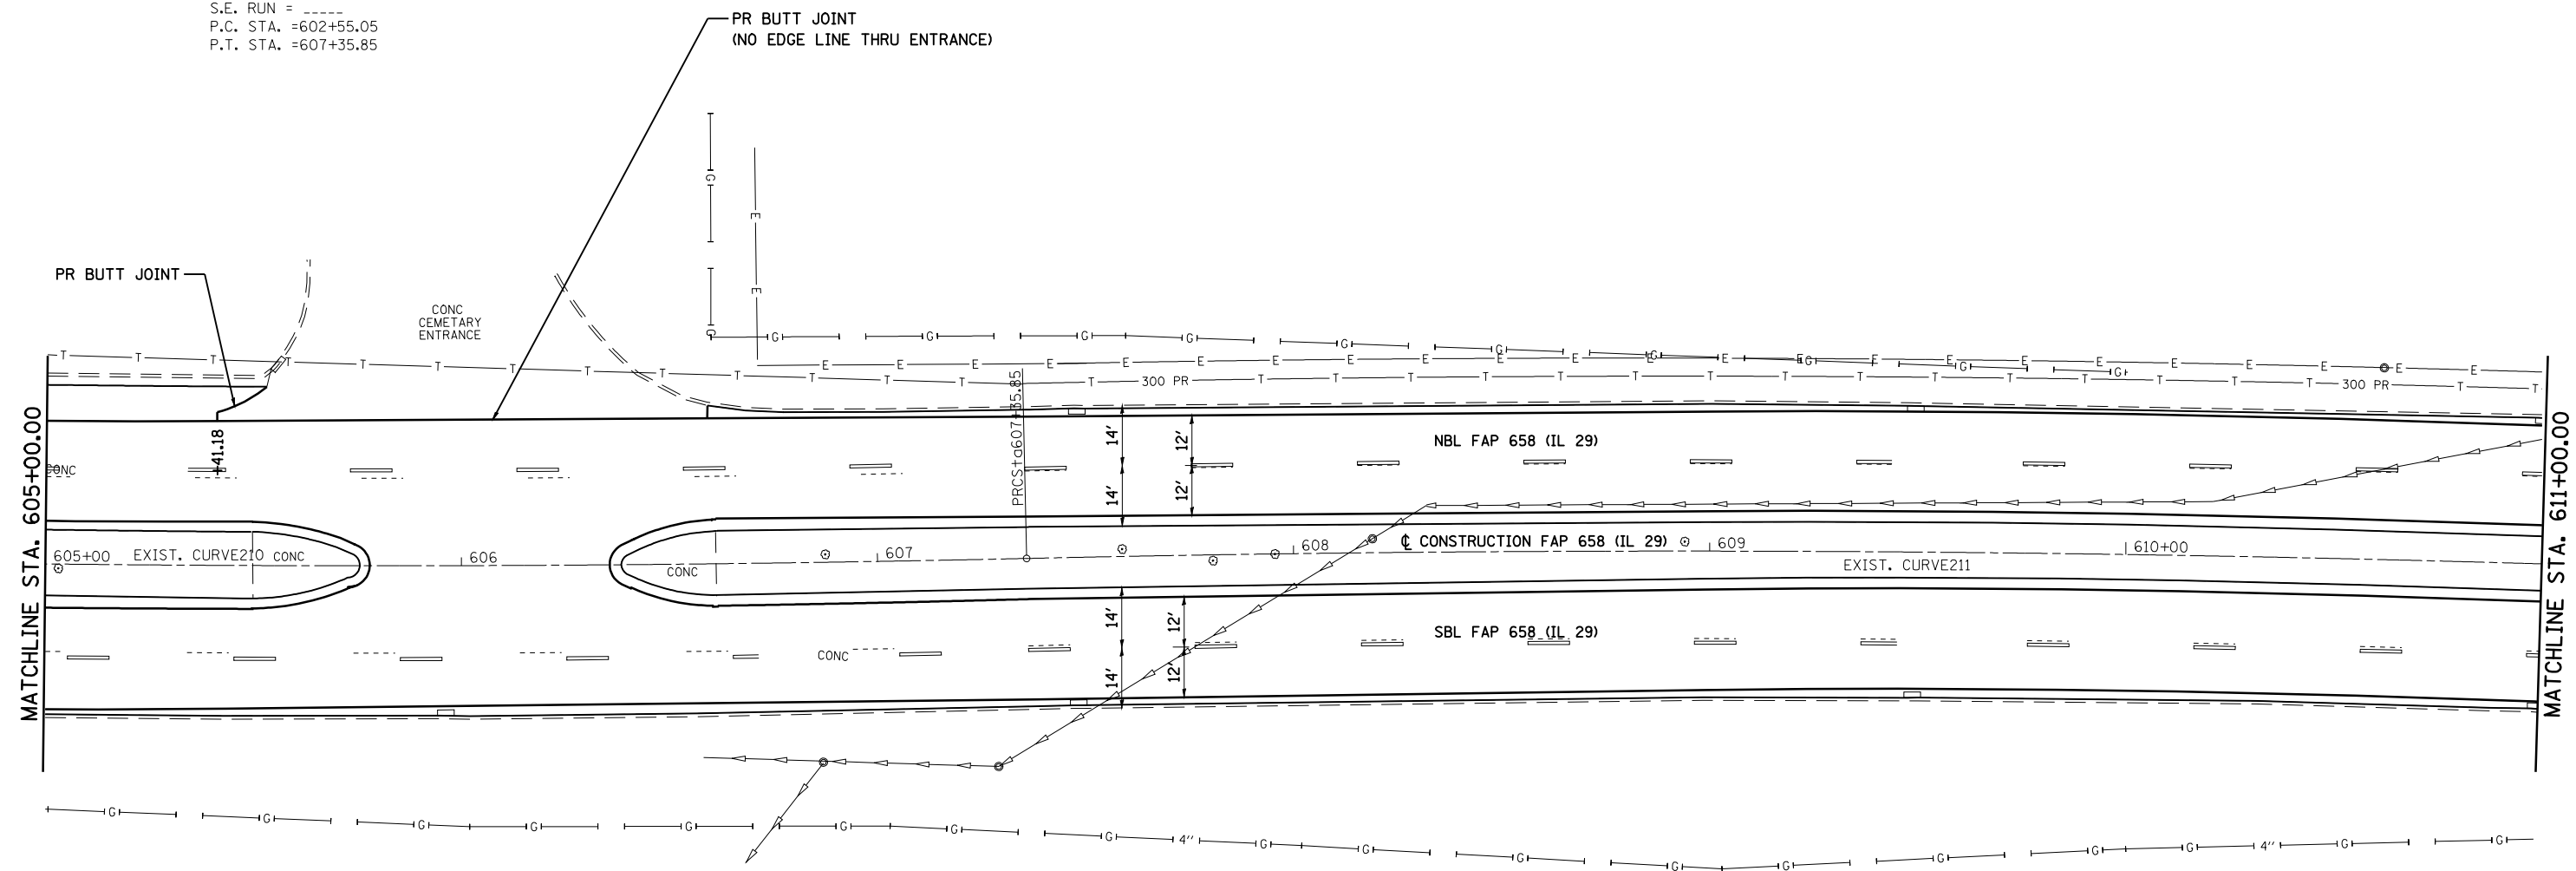 S.E. RUN = _____
P.C. STA. =602+55.05
P.T. STA. =607+35.85
PR BUTT JOINT
(NO EDGE LINE THRU ENTRANCE)
PR BUTT JOINT
CONC
CEMETARY
ENTRANCE
G
G
E
E
G G G G G G G G G G
E E E E E E E E E E E E E E E E E E E E E E E
T T T T T T T T T T T T T T 300 PR T T T T T T T T T T T T T T 300 PR T T
MATCHLINE STA. 605+00.00
+41.18
CONC
PRCSta607+35.85
14'
12'
14'
12'
NBL FAP 658 (IL 29)
MATCHLINE STA. 611+00.00
605+00
EXIST. CURVE210
CONC
606
CONC
607
608
℄ CONSTRUCTION FAP 658 (IL 29)
609
EXIST. CURVE211
610+00
14'
12'
14'
12'
CONC
SBL FAP 658 (IL 29)
G G G G G G G G 4'' G G G G G G G G 4'' G G